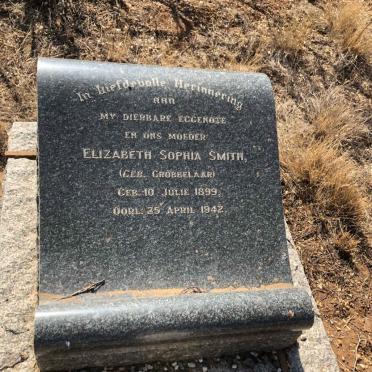 In Liefdevolle Herinnering
AAN
MY DIERBARE EGGENOTE
EN ONS MOEDER
ELIZABETH SOPHIA SMITH,
(GEB. GROBBELAAR)
GEB. 10 JULIE 1899.
OORL. 25 APRIL 1942.